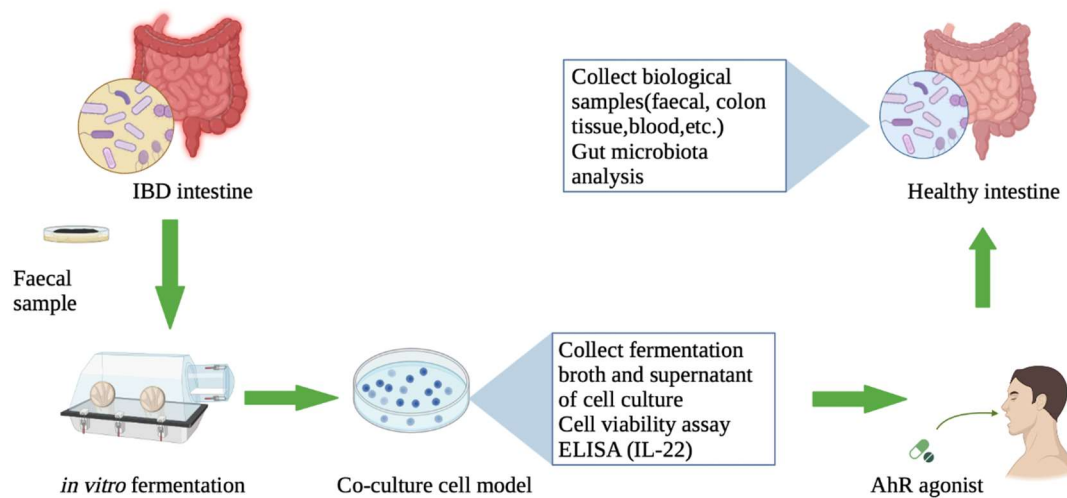 IBD intestine
Faecal
sample
in vitro fermentation
Co-culture cell model
Collect fermentation
broth and supernatant
of cell culture
Cell viability assay
ELISA (IL-22)
AhR agonist
Collect biological
samples(faecal, colon
tissue,blood,etc.)
Gut microbiota
analysis
Healthy intestine